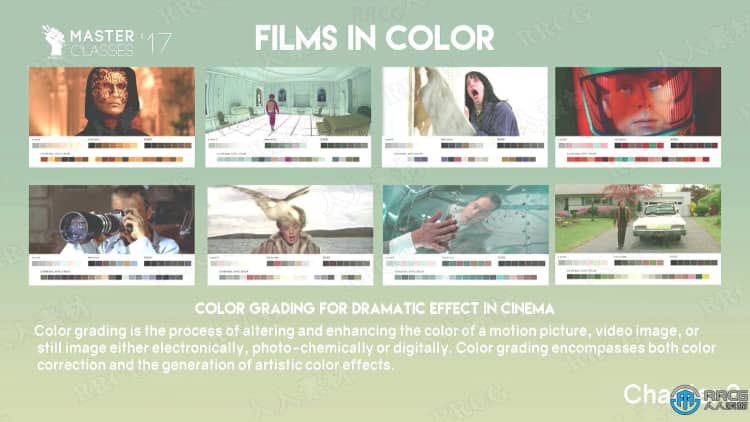 MASTER '17
CLASSES
FILMS IN COLOR
COLOR GRADING FOR DRAMATIC EFFECT IN CINEMA
Color grading is the process of altering and enhancing the color of a motion picture, video image, or
still image either electronically, photo-chemically or digitally. Color grading encompasses both color
correction and the generation of artistic color effects.
RRCG
人人素材